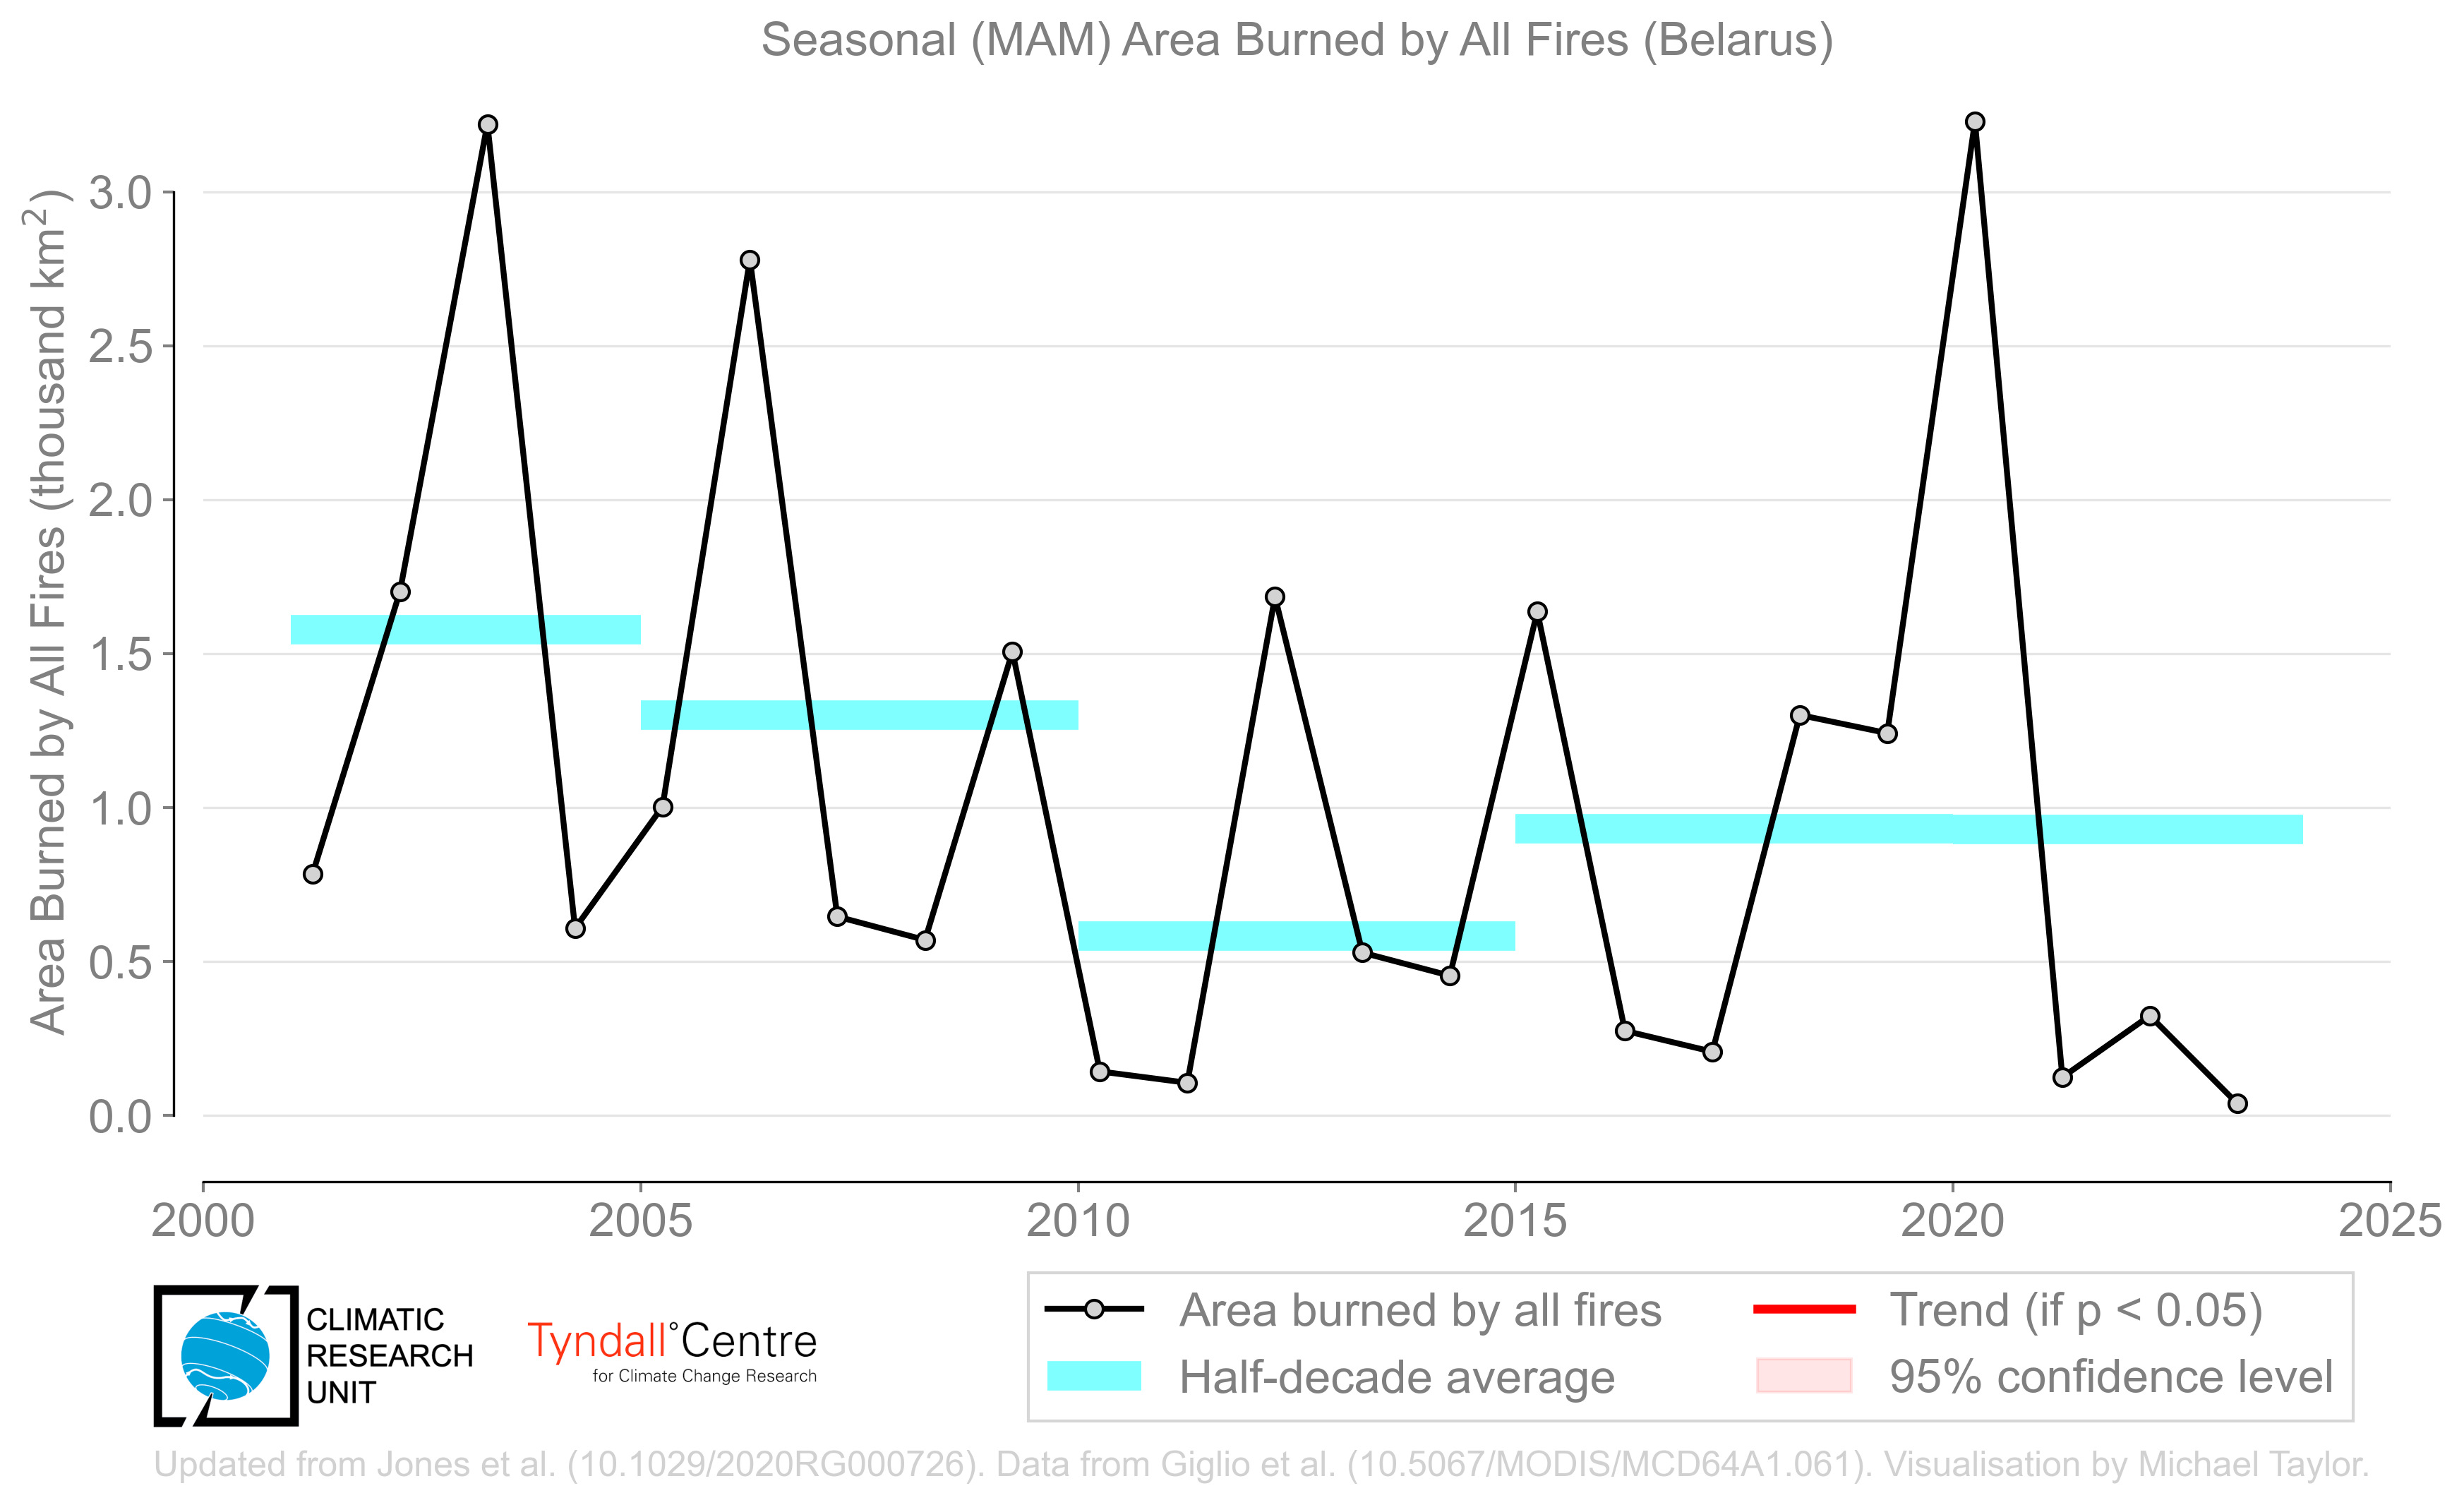 Seasonal (MAM) Area Burned by All Fires (Belarus)
Area Burned by All Fires (thousand km²)
3.0
2.5
2.0
1.5
1.0
0.5
0.0
2000 2005 2010 2015 2020 2025
CLIMATIC
RESEARCH
UNIT
Tyndall°Centre
for Climate Change Research
Area burned by all fires
Half-decade average
Trend (if p < 0.05)
95% confidence level
Updated from Jones et al. (10.1029/2020RG000726). Data from Giglio et al. (10.5067/MODIS/MCD64A1.061). Visualisation by Michael Taylor.